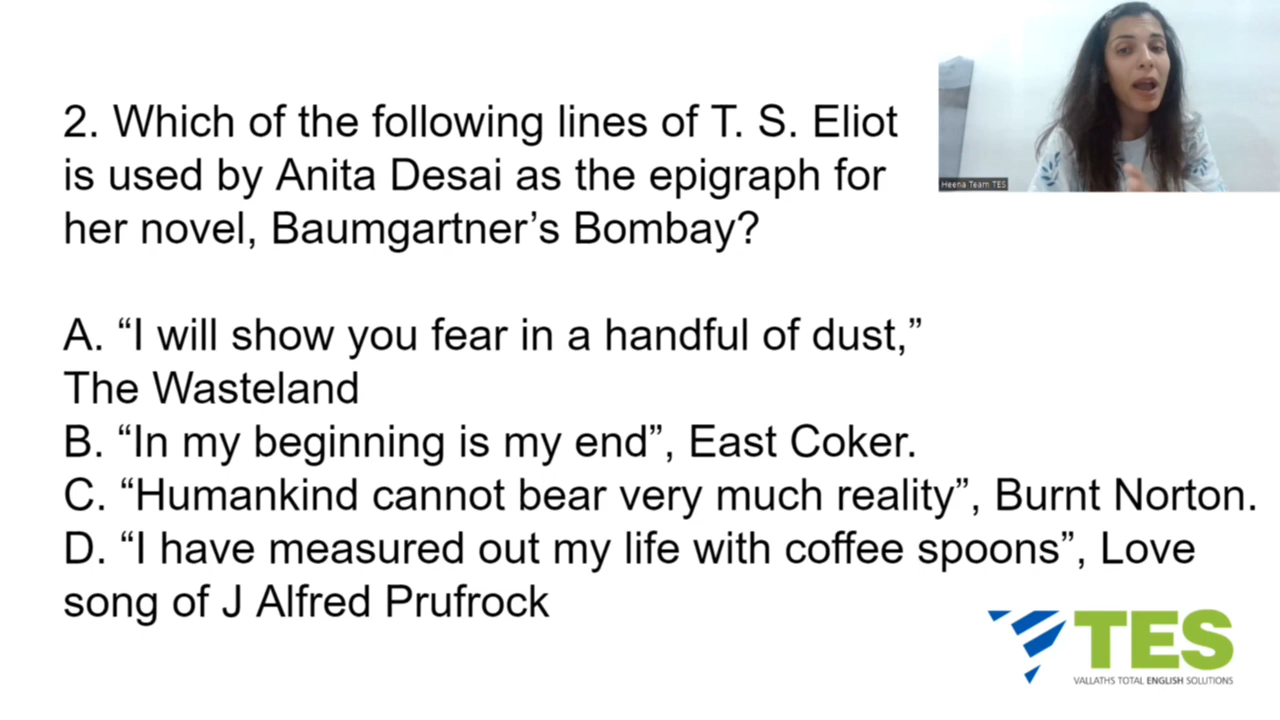 2. Which of the following lines of T. S. Eliot
is used by Anita Desai as the epigraph for
her novel, Baumgartner’s Bombay?
A. “I will show you fear in a handful of dust,”
The Wasteland
B. “In my beginning is my end”, East Coker.
C. “Humankind cannot bear very much reality”, Burnt Norton.
D. “I have measured out my life with coffee spoons”, Love
song of J Alfred Prufrock
Heena Team TES
TES
VALLATHS TOTAL ENGLISH SOLUTIONS